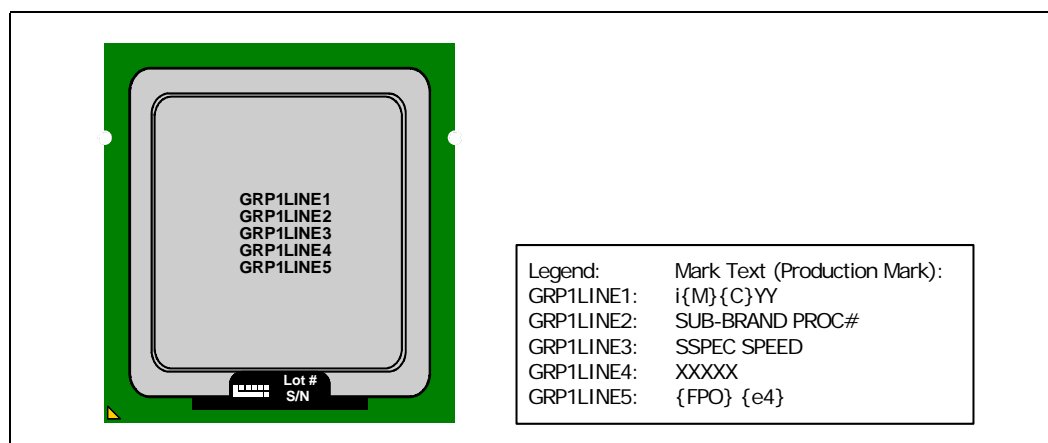 GRP1LINE1
GRP1LINE2
GRP1LINE3
GRP1LINE4
GRP1LINE5
Lot #
S/N
Legend: Mark Text (Production Mark):
GRP1LINE1: i{M}{C}YY
GRP1LINE2: SUB-BRAND PROC#
GRP1LINE3: SSPEC SPEED
GRP1LINE4: XXXXX
GRP1LINE5: {FPO} {e4}